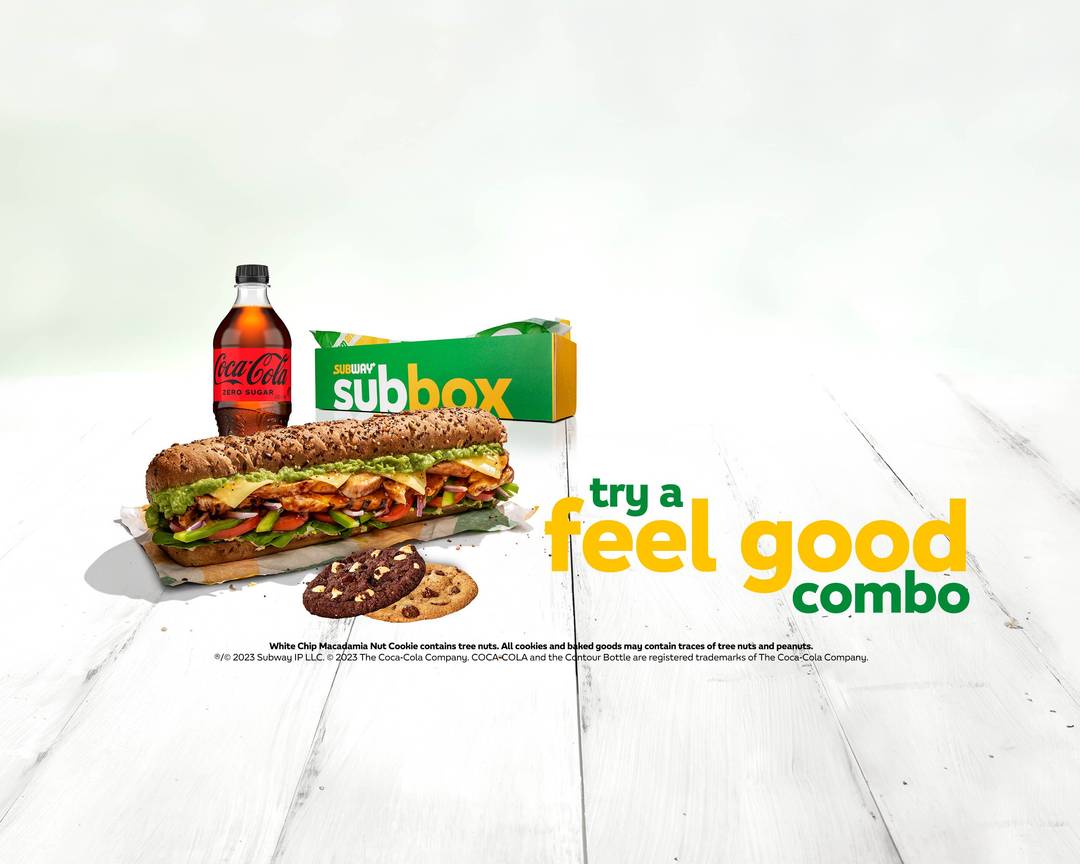 Coca-Cola
ZERO SUGAR
SUBWAY
subbox
try a
feel good
combo
White Chip Macadamia Nut Cookie contains tree nuts. All cookies and baked goods may contain traces of tree nuts and peanuts.
®/© 2023 Subway IP LLC. © 2023 The Coca-Cola Company. COCA-COLA and the Contour Bottle are registered trademarks of The Coca-Cola Company.